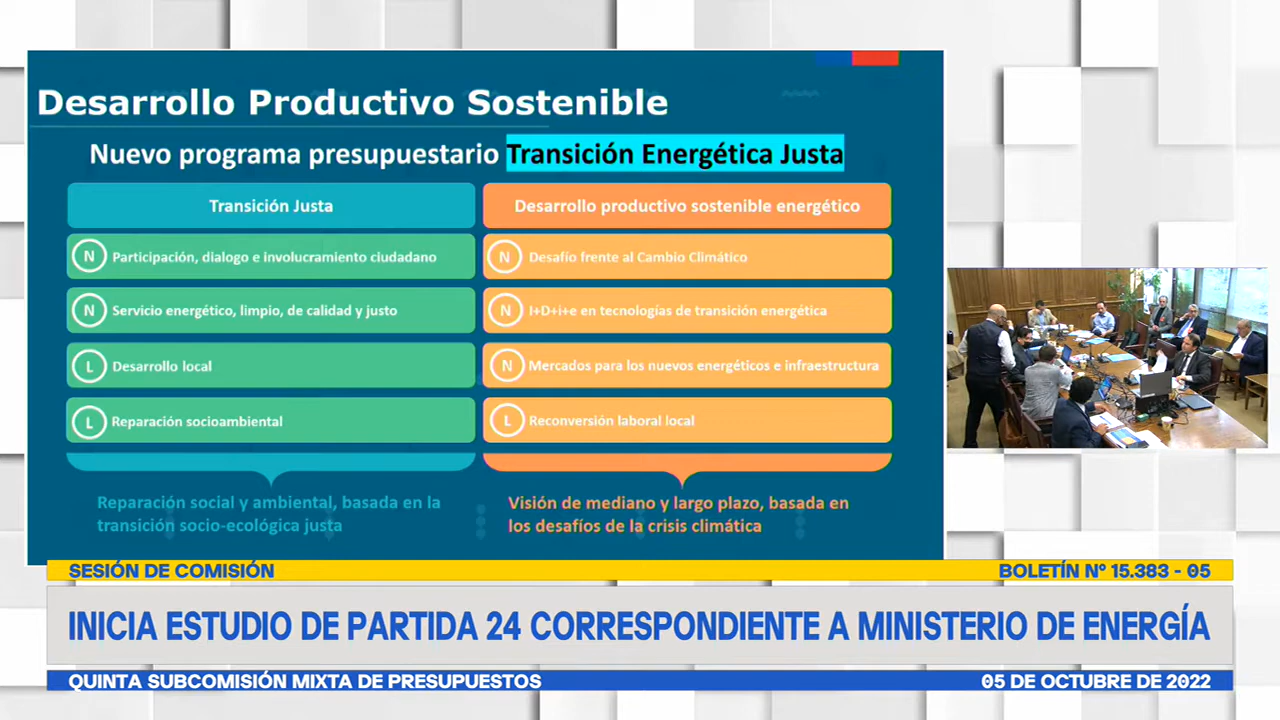 Desarrollo Productivo Sostenible
Nuevo programa presupuestario Transición Energética Justa
Transición Justa
N Participación, dialogo e involucramiento ciudadano
N Servicio energético, limpio, de calidad y justo
L Desarrollo local
L Reparación socioambiental
Reparación social y ambiental, basada en la
transición socio-ecológica justa
Desarrollo productivo sostenible energético
N Desafío frente al Cambio Climático
N I+D+i+e en tecnologías de transición energética
N Mercados para los nuevos energéticos e infraestructura
L Reconversión laboral local
Visión de mediano y largo plazo, basada en
los desafíos de la crisis climática
SESIÓN DE COMISIÓN
BOLETÍN N° 15.383 - 05
INICIA ESTUDIO DE PARTIDA 24 CORRESPONDIENTE A MINISTERIO DE ENERGÍA
QUINTA SUBCOMISIÓN MIXTA DE PRESUPUESTOS
05 DE OCTUBRE DE 2022